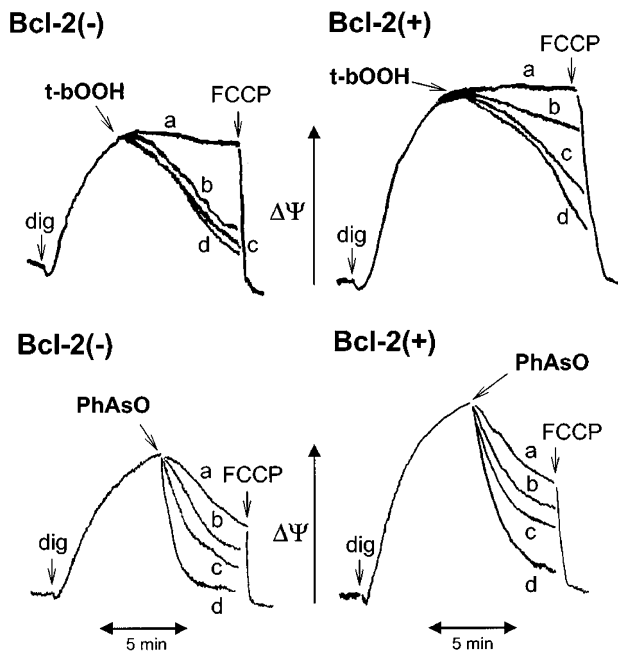 Bcl-2(-)
Bcl-2(+)
t-bOOH
FCCP
a
b
c
d
dig
ΔΨ
t-bOOH
FCCP
a
b
c
d
dig
Bcl-2(-)
Bcl-2(+)
PhAsO
FCCP
a
b
c
d
dig
5 min
ΔΨ
PhAsO
FCCP
a
b
c
d
dig
5 min